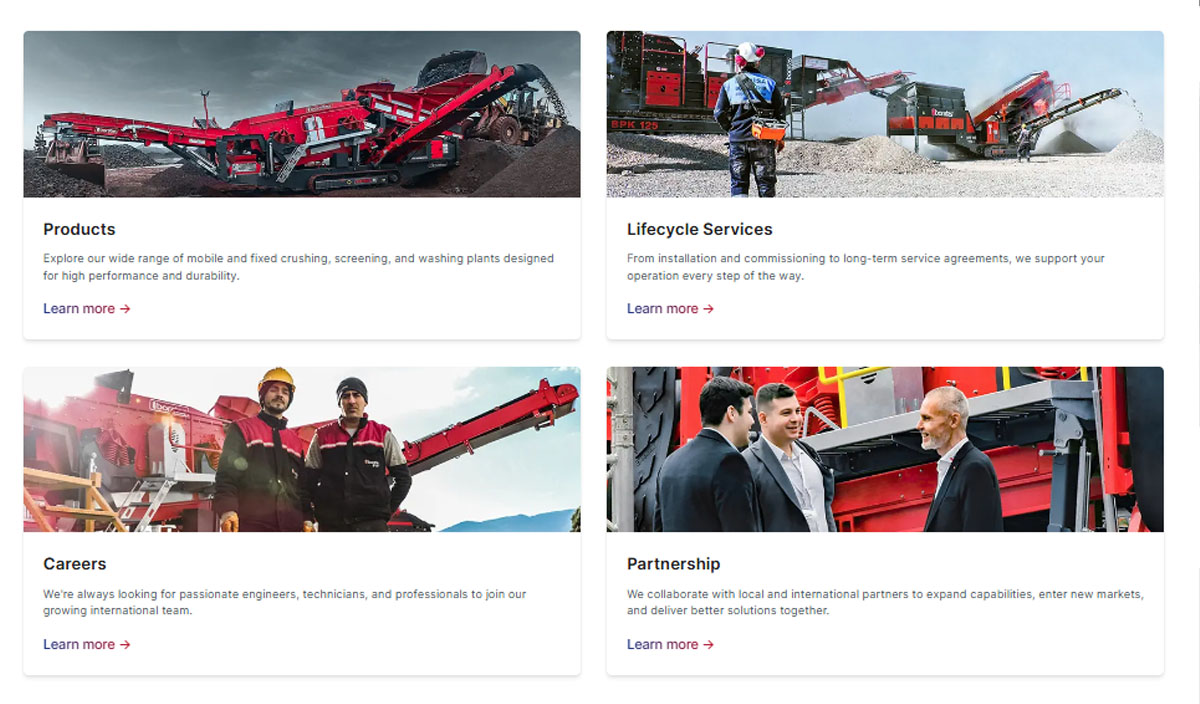 BPK 125
Products
Explore our wide range of mobile and fixed crushing, screening, and washing plants designed
for high performance and durability.
Learn more →
Lifecycle Services
From installation and commissioning to long-term service agreements, we support your
operation every step of the way.
Learn more →
Careers
We're always looking for passionate engineers, technicians, and professionals to join our
growing international team.
Learn more →
Partnership
We collaborate with local and international partners to expand capabilities, enter new markets,
and deliver better solutions together.
Learn more →